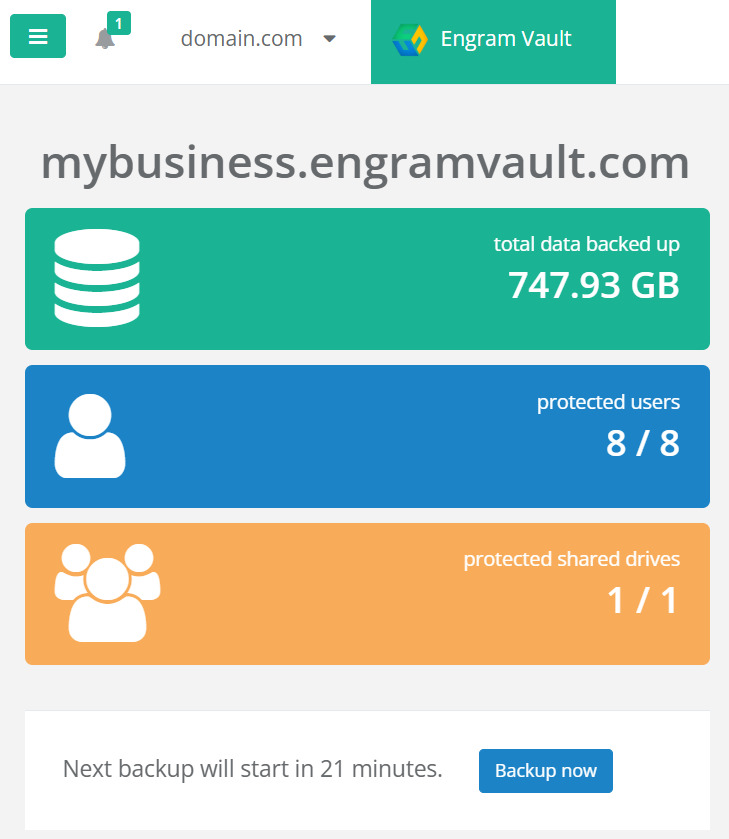 1
domain.com
Engram Vault
mybusiness.engramvault.com
total data backed up
747.93 GB
protected users
8 / 8
protected shared drives
1 / 1
Next backup will start in 21 minutes.
Backup now